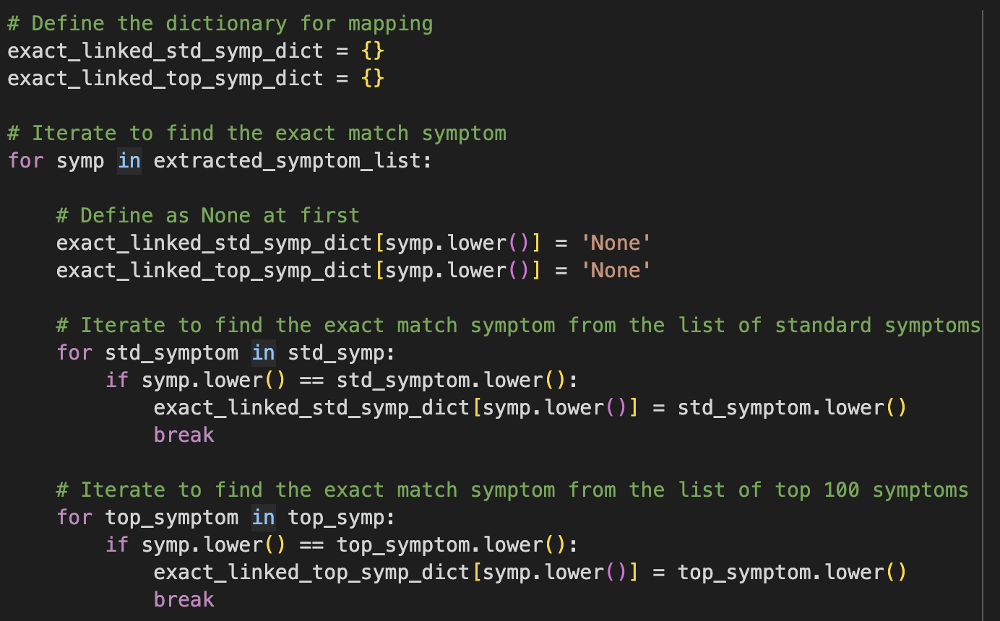 # Define the dictionary for mapping
exact_linked_std_symp_dict = {}
exact_linked_top_symp_dict = {}

# Iterate to find the exact match symptom
for symp in extracted_symptom_list:

    # Define as None at first
    exact_linked_std_symp_dict[symp.lower()] = 'None'
    exact_linked_top_symp_dict[symp.lower()] = 'None'

    # Iterate to find the exact match symptom from the list of standard symptoms
    for std_symptom in std_symp:
        if symp.lower() == std_symptom.lower():
            exact_linked_std_symp_dict[symp.lower()] = std_symptom.lower()
            break

    # Iterate to find the exact match symptom from the list of top 100 symptoms
    for top_symptom in top_symp:
        if symp.lower() == top_symptom.lower():
            exact_linked_top_symp_dict[symp.lower()] = top_symptom.lower()
            break